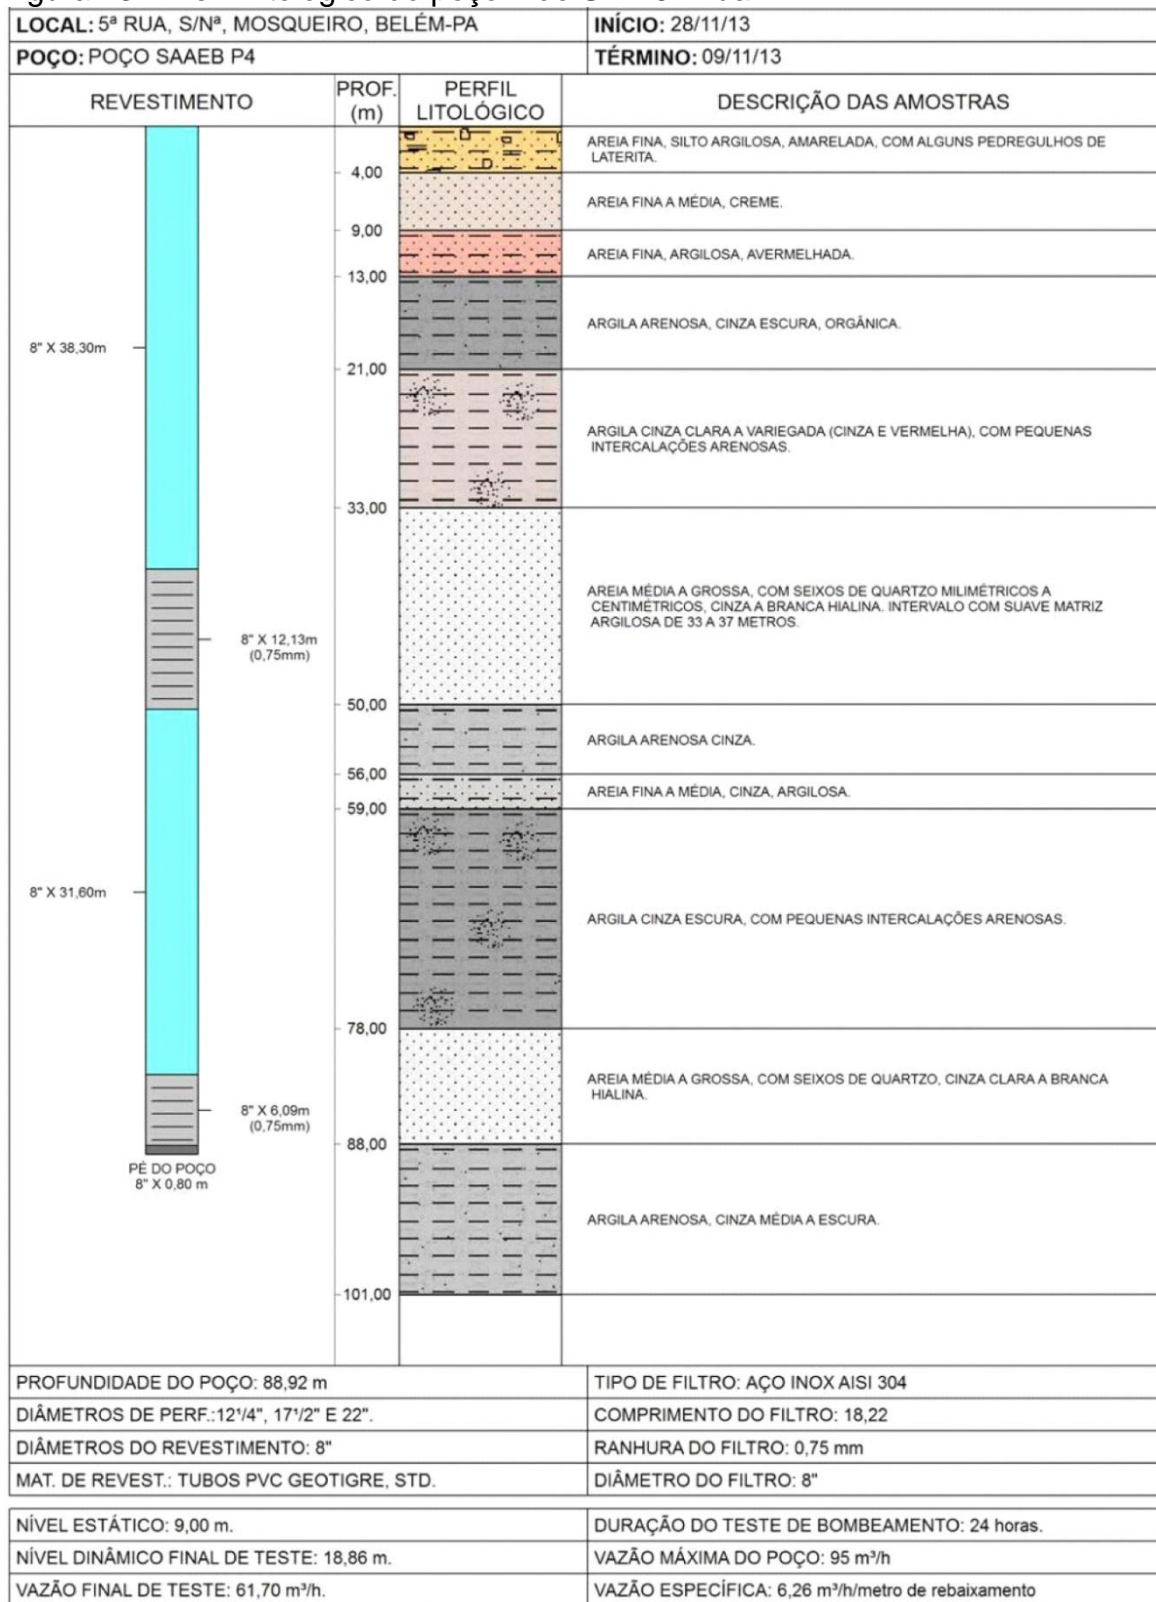 LOCAL: 5ª RUA, S/Nª, MOSQUEIRO, BELÉM-PA
INÍCIO: 28/11/13
POÇO: POÇO SAAEB P4
TÉRMINO: 09/11/13
REVESTIMENTO
PROF.
(m)
PERFIL
LITOLÓGICO
DESCRIÇÃO DAS AMOSTRAS
AREIA FINA, SILTO ARGILOSA, AMARELADA, COM ALGUNS PEDREGULHOS DE
LATERITA.
4,00
AREIA FINA A MÉDIA, CREME.
9,00
AREIA FINA, ARGILOSA, AVERMELHADA.
13,00
ARGILA ARENOSA, CINZA ESCURA, ORGÂNICA.
8" X 38,30m
21,00
ARGILA CINZA CLARA A VARIEGADA (CINZA E VERMELHA), COM PEQUENAS
INTERCALAÇÕES ARENOSAS.
33,00
AREIA MÉDIA A GROSSA, COM SEIXOS DE QUARTZO MILIMÉTRICOS A
CENTIMÉTRICOS, CINZA A BRANCA HIALINA. INTERVALO COM SUAVE MATRIZ
ARGILOSA DE 33 A 37 METROS.
8" X 12,13m
(0,75mm)
50,00
ARGILA ARENOSA CINZA.
56,00
AREIA FINA A MÉDIA, CINZA, ARGILOSA.
59,00
8" X 31,60m
ARGILA CINZA ESCURA, COM PEQUENAS INTERCALAÇÕES ARENOSAS.
78,00
AREIA MÉDIA A GROSSA, COM SEIXOS DE QUARTZO, CINZA CLARA A BRANCA
HIALINA.
8" X 6,09m
(0,75mm)
88,00
PÉ DO POÇO
8" X 0,80 m
ARGILA ARENOSA, CINZA MÉDIA A ESCURA.
101,00
PROFUNDIDADE DO POÇO: 88,92 m
TIPO DE FILTRO: AÇO INOX AISI 304
DIÂMETROS DE PERF.:12¹/4", 17¹/2" E 22".
COMPRIMENTO DO FILTRO: 18,22
DIÂMETROS DO REVESTIMENTO: 8"
RANHURA DO FILTRO: 0,75 mm
MAT. DE REVEST.: TUBOS PVC GEOTIGRE, STD.
DIÂMETRO DO FILTRO: 8"
NÍVEL ESTÁTICO: 9,00 m.
DURAÇÃO DO TESTE DE BOMBEAMENTO: 24 horas.
NÍVEL DINÂMICO FINAL DE TESTE: 18,86 m.
VAZÃO MÁXIMA DO POÇO: 95 m³/h
VAZÃO FINAL DE TESTE: 61,70 m³/h.
VAZÃO ESPECÍFICA: 6,26 m³/h/metro de rebaixamento